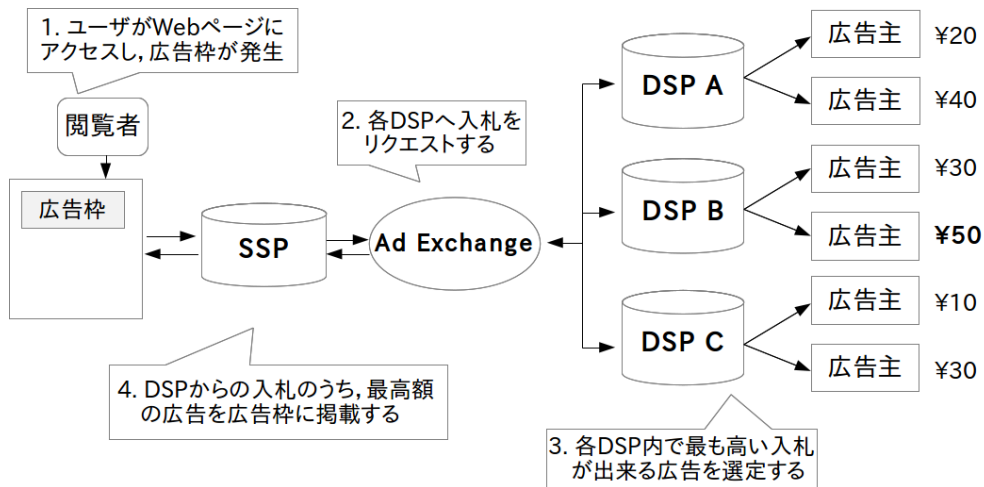 1. ユーザがWebページに
アクセスし, 広告枠が発生
閲覧者
広告枠
SSP
2. 各DSPへ入札を
リクエストする
Ad Exchange
DSP A
広告主 ¥20
広告主 ¥40
DSP B
広告主 ¥30
広告主 ¥50
DSP C
広告主 ¥10
広告主 ¥30
4. DSPからの入札のうち, 最高額
の広告を広告枠に掲載する
3. 各DSP内で最も高い入札
が出来る広告を選定する